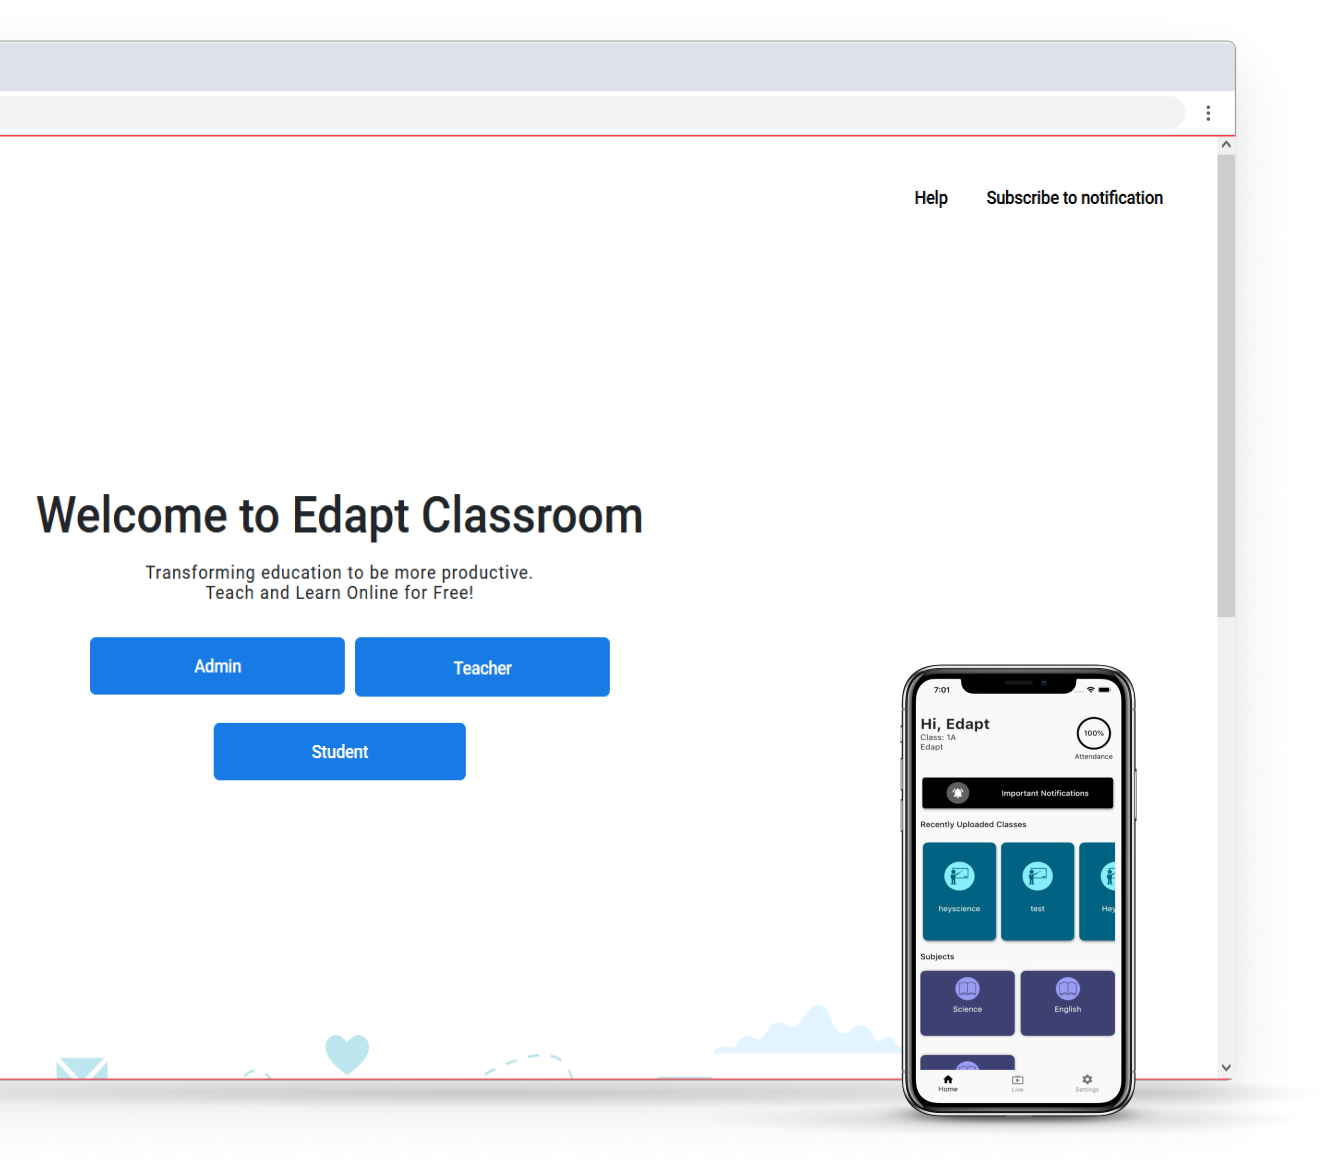 Help Subscribe to notification
Welcome to Edapt Classroom
Transforming education to be more productive.
Teach and Learn Online for Free!
Admin Teacher
Student
7:01
Hi, Edapt
Class: 1A
Edapt
100%
Attendance
Important Notifications
Recently Uploaded Classes
heyscience test Hey
Subjects
Science English
Home Live Settings